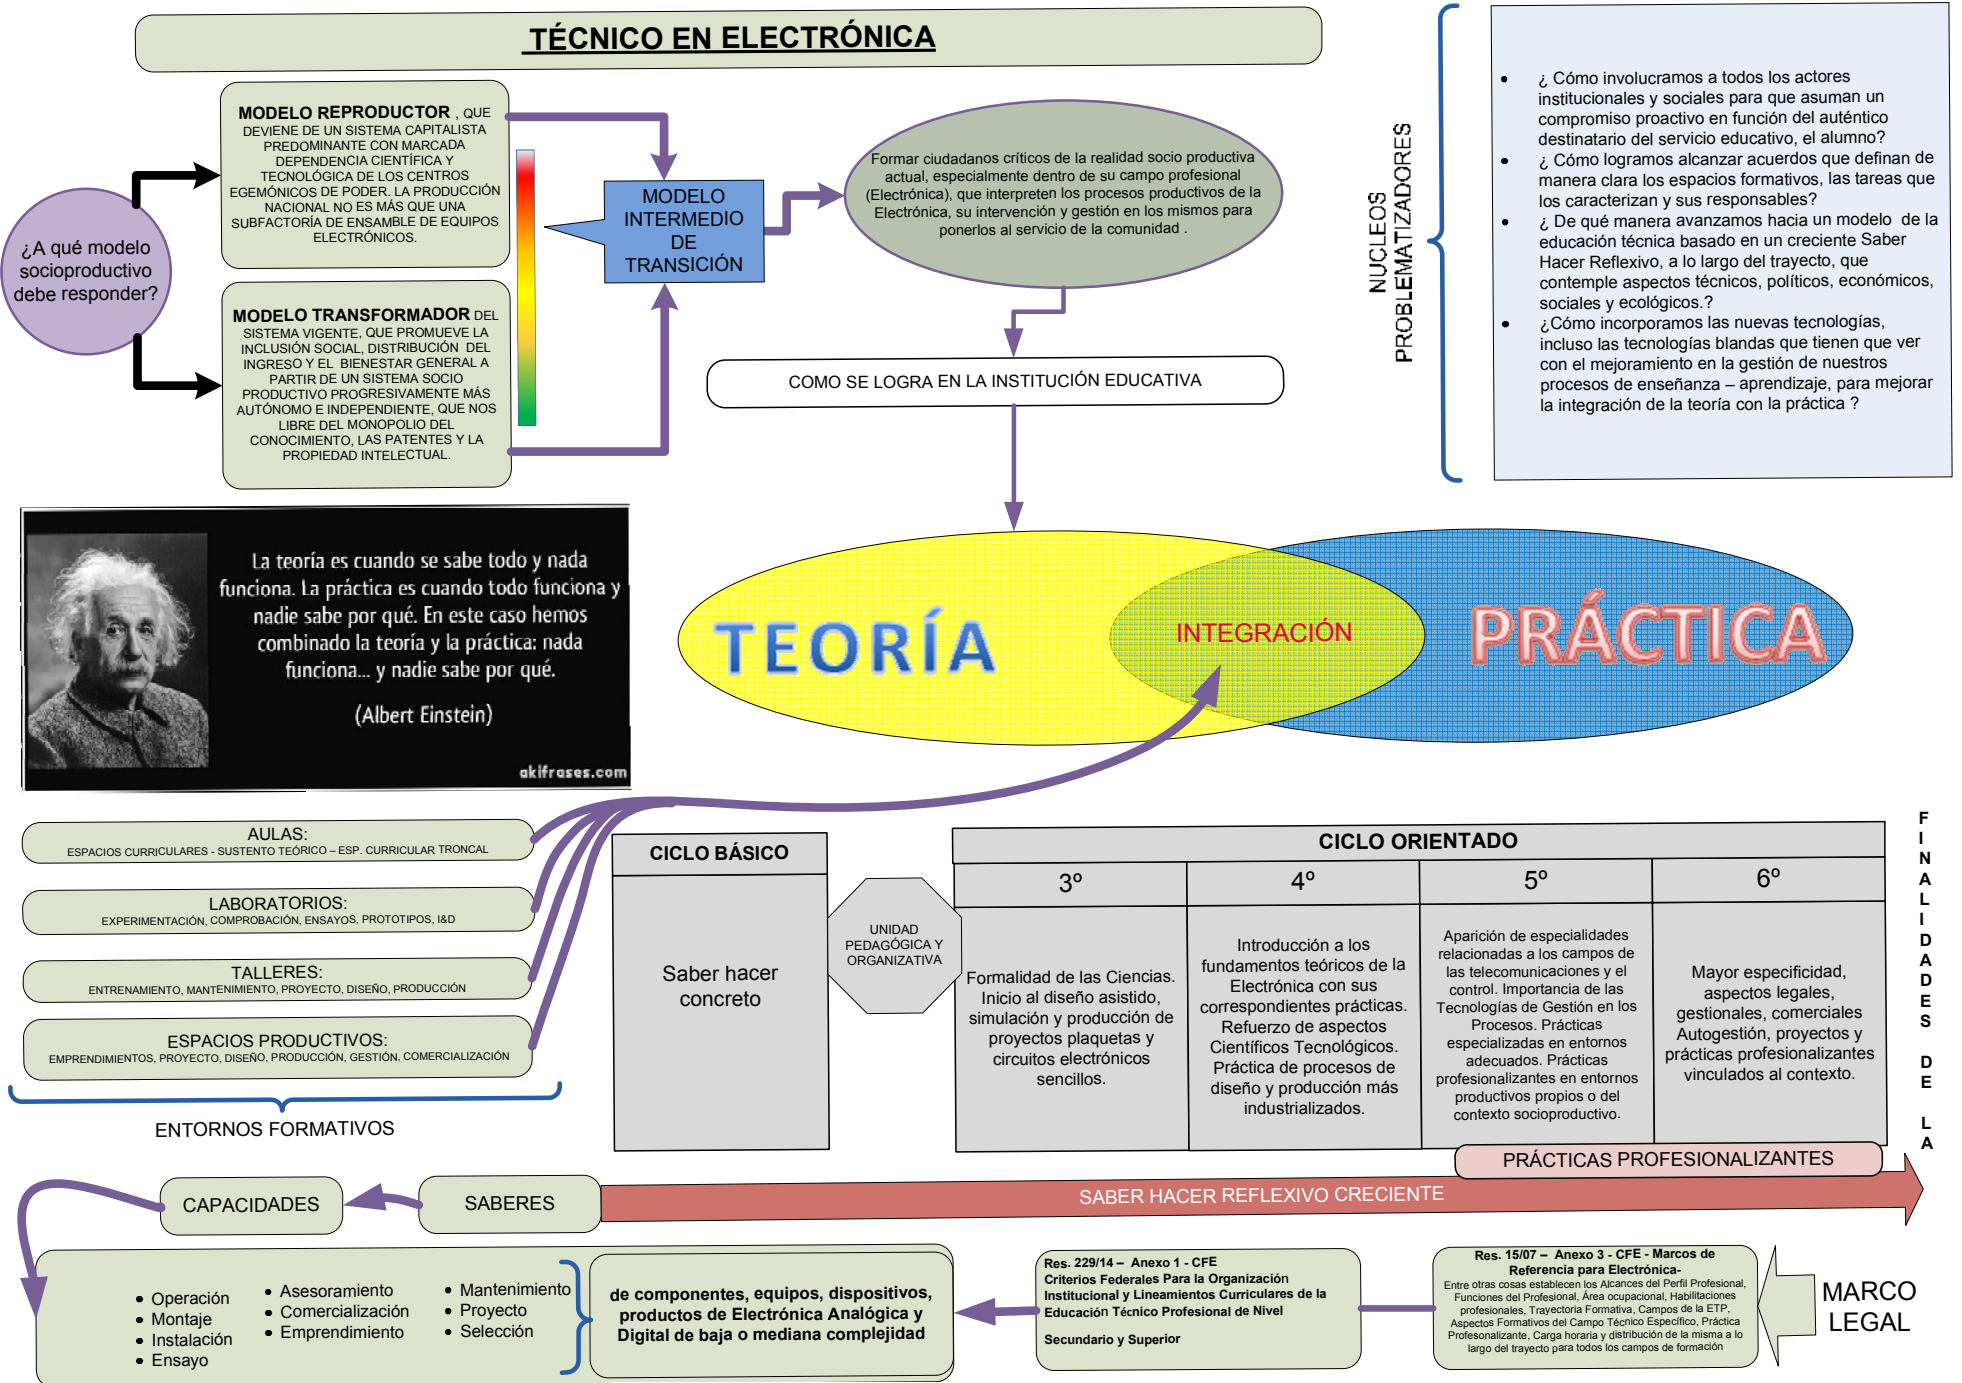 TÉCNICO EN ELECTRÓNICA
¿A qué modelo
socioproductivo
debe responder?
MODELO REPRODUCTOR , QUE
DEVIENE DE UN SISTEMA CAPITALISTA
PREDOMINANTE CON MARCADA
DEPENDENCIA CIENTÍFICA Y
TECNOLÓGICA DE LOS CENTROS
EGEMÓNICOS DE PODER. LA PRODUCCIÓN
NACIONAL NO ES MÁS QUE UNA
SUBFACTORÍA DE ENSAMBLE DE EQUIPOS
ELECTRÓNICOS.
MODELO TRANSFORMADOR DEL
SISTEMA VIGENTE, QUE PROMUEVE LA
INCLUSIÓN SOCIAL, DISTRIBUCIÓN DEL
INGRESO Y EL BIENESTAR GENERAL A
PARTIR DE UN SISTEMA SOCIO
PRODUCTIVO PROGRESIVAMENTE MÁS
AUTÓNOMO E INDEPENDIENTE, QUE NOS
LIBRE DEL MONOPOLIO DEL
CONOCIMIENTO, LAS PATENTES Y LA
PROPIEDAD INTELECTUAL.
MODELO
INTERMEDIO
DE
TRANSICIÓN
Formar ciudadanos críticos de la realidad socio productiva
actual, especialmente dentro de su campo profesional
(Electrónica), que interpreten los procesos productivos de la
Electrónica, su intervención y gestión en los mismos para
ponerlos al servicio de la comunidad .
COMO SE LOGRA EN LA INSTITUCIÓN EDUCATIVA
NUCLEOS
PROBLEMATIZADORES
• ¿ Cómo involucramos a todos los actores
institucionales y sociales para que asuman un
compromiso proactivo en función del auténtico
destinatario del servicio educativo, el alumno?
• ¿ Cómo logramos alcanzar acuerdos que definan de
manera clara los espacios formativos, las tareas que
los caracterizan y sus responsables?
• ¿ De qué manera avanzamos hacia un modelo de la
educación técnica basado en un creciente Saber
Hacer Reflexivo, a lo largo del trayecto, que
contemple aspectos técnicos, políticos, económicos,
sociales y ecológicos.?
• ¿Cómo incorporamos las nuevas tecnologías,
incluso las tecnologías blandas que tienen que ver
con el mejoramiento en la gestión de nuestros
procesos de enseñanza – aprendizaje, para mejorar
la integración de la teoría con la práctica ?
La teoría es cuando se sabe todo y nada
funciona. La práctica es cuando todo funciona y
nadie sabe por qué. En este caso hemos
combinado la teoría y la práctica: nada
funciona... y nadie sabe por qué.
(Albert Einstein)
akifrases.com
TEORÍA
INTEGRACIÓN
PRÁCTICA
AULAS:
ESPACIOS CURRICULARES - SUSTENTO TEÓRICO – ESP. CURRICULAR TRONCAL
LABORATORIOS:
EXPERIMENTACIÓN, COMPROBACIÓN, ENSAYOS, PROTOTIPOS, I&D
TALLERES:
ENTRENAMIENTO, MANTENIMIENTO, PROYECTO, DISEÑO, PRODUCCIÓN
ESPACIOS PRODUCTIVOS:
EMPRENDIMIENTOS, PROYECTO, DISEÑO, PRODUCCIÓN, GESTIÓN, COMERCIALIZACIÓN
ENTORNOS FORMATIVOS
CICLO BÁSICO
Saber hacer
concreto
UNIDAD
PEDAGÓGICA Y
ORGANIZATIVA
CICLO ORIENTADO
3º
Formalidad de las Ciencias.
Inicio al diseño asistido,
simulación y producción de
proyectos plaquetas y
circuitos electrónicos
sencillos.
4º
Introducción a los
fundamentos teóricos de la
Electrónica con sus
correspondientes prácticas.
Refuerzo de aspectos
Científicos Tecnológicos.
Práctica de procesos de
diseño y producción más
industrializados.
5º
Aparición de especialidades
relacionadas a los campos de
las telecomunicaciones y el
control. Importancia de las
Tecnologías de Gestión en los
Procesos. Prácticas
especializadas en entornos
adecuados. Prácticas
profesionalizantes en entornos
productivos propios o del
contexto socioproductivo.
6º
Mayor especificidad,
aspectos legales,
gestionales, comerciales
Autogestión, proyectos y
prácticas profesionalizantes
vinculados al contexto.
FINALIDADES DE LA
PRÁCTICAS PROFESIONALIZANTES
CAPACIDADES
SABERES
SABER HACER REFLEXIVO CRECIENTE
• Operación
• Montaje
• Instalación
• Ensayo
• Asesoramiento
• Comercialización
• Emprendimiento
• Mantenimiento
• Proyecto
• Selección
de componentes, equipos, dispositivos,
productos de Electrónica Analógica y
Digital de baja o mediana complejidad
Res. 229/14 – Anexo 1 - CFE
Criterios Federales Para la Organización
Institucional y Lineamientos Curriculares de la
Educación Técnico Profesional de Nivel
Secundario y Superior
Res. 15/07 – Anexo 3 - CFE - Marcos de
Referencia para Electrónica-
Entre otras cosas establecen los Alcances del Perfil Profesional,
Funciones del Profesional, Área ocupacional, Habilitaciones
profesionales, Trayectoria Formativa, Campos de la ETP,
Aspectos Formativos del Campo Técnico Específico, Práctica
Profesonalizante, Carga horaria y distribución de la misma a lo
largo del trayecto para todos los campos de formación
MARCO
LEGAL